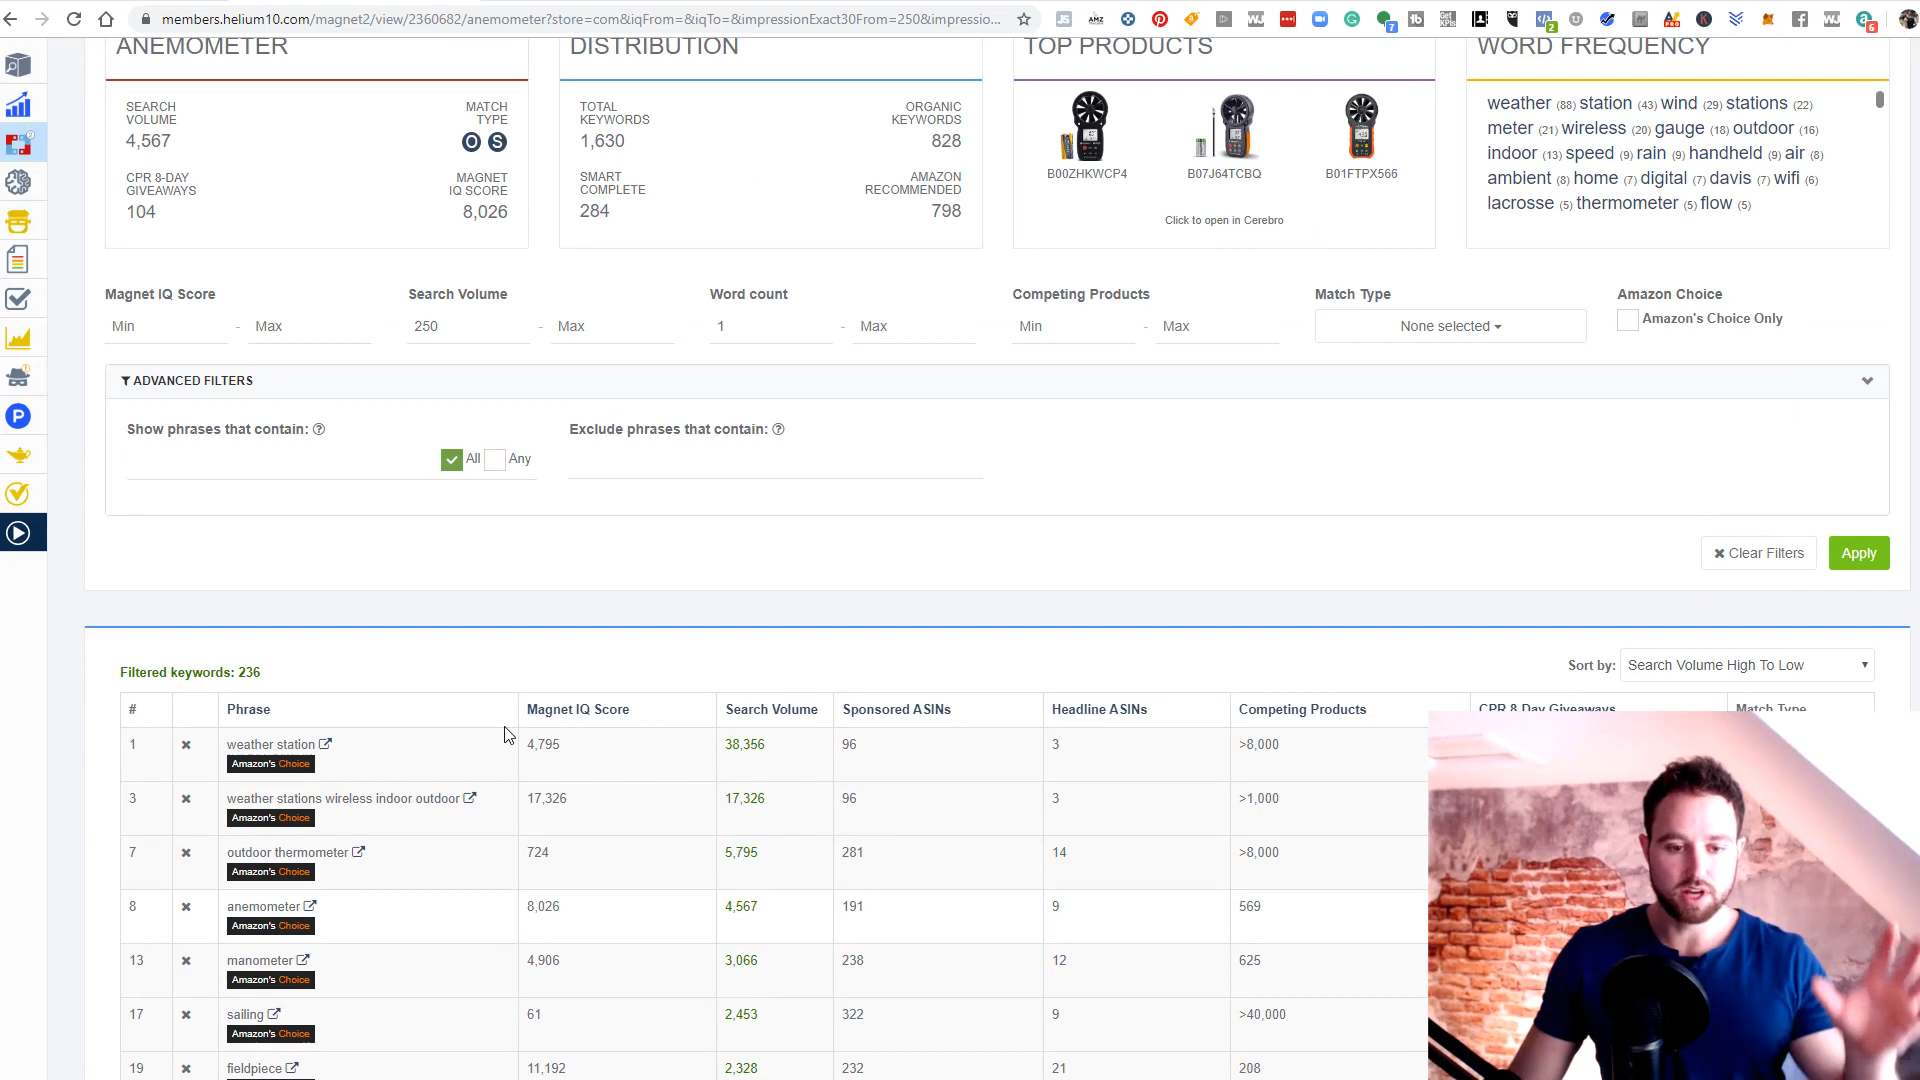 members.helium10.com/magnet2/view/2360682/anemometer?store=com&iqFrom=&iqTo=&impressionExact30From=250&impressio...
ANEMOMETER
DISTRIBUTION
TOP PRODUCTS
WORD FREQUENCY
SEARCH VOLUME
4,567
MATCH TYPE
O S
CPR 8-DAY GIVEAWAYS
104
MAGNET IQ SCORE
8,026
TOTAL KEYWORDS
1,630
ORGANIC KEYWORDS
828
SMART COMPLETE
284
AMAZON RECOMMENDED
798
B00ZHKWCP4 B07J64TCBQ B01FTPX566
Click to open in Cerebro
weather (88) station (43) wind (29) stations (22)
meter (21) wireless (20) gauge (18) outdoor (16)
indoor (13) speed (9) rain (9) handheld (9) air (8)
ambient (8) home (7) digital (7) davis (7) wifi (6)
lacrosse (5) thermometer (5) flow (5)
Magnet IQ Score Search Volume Word count Competing Products Match Type Amazon Choice
Min - Max 250 - Max 1 - Max Min - Max None selected Amazon's Choice Only
ADVANCED FILTERS
Show phrases that contain: Exclude phrases that contain:
All Any
Clear Filters Apply
Filtered keywords: 236
Sort by: Search Volume High To Low
# Phrase Magnet IQ Score Search Volume Sponsored ASINs Headline ASINs Competing Products CPR 8 Day Giveaways Match Type
1 weather station 4,795 38,356 96 3 >8,000
Amazon's Choice
3 weather stations wireless indoor outdoor 17,326 17,326 96 3 >1,000
Amazon's Choice
7 outdoor thermometer 724 5,795 281 14 >8,000
Amazon's Choice
8 anemometer 8,026 4,567 191 9 569
Amazon's Choice
13 manometer 4,906 3,066 238 12 625
Amazon's Choice
17 sailing 61 2,453 322 9 >40,000
Amazon's Choice
19 fieldpiece 11,192 2,328 232 21 208